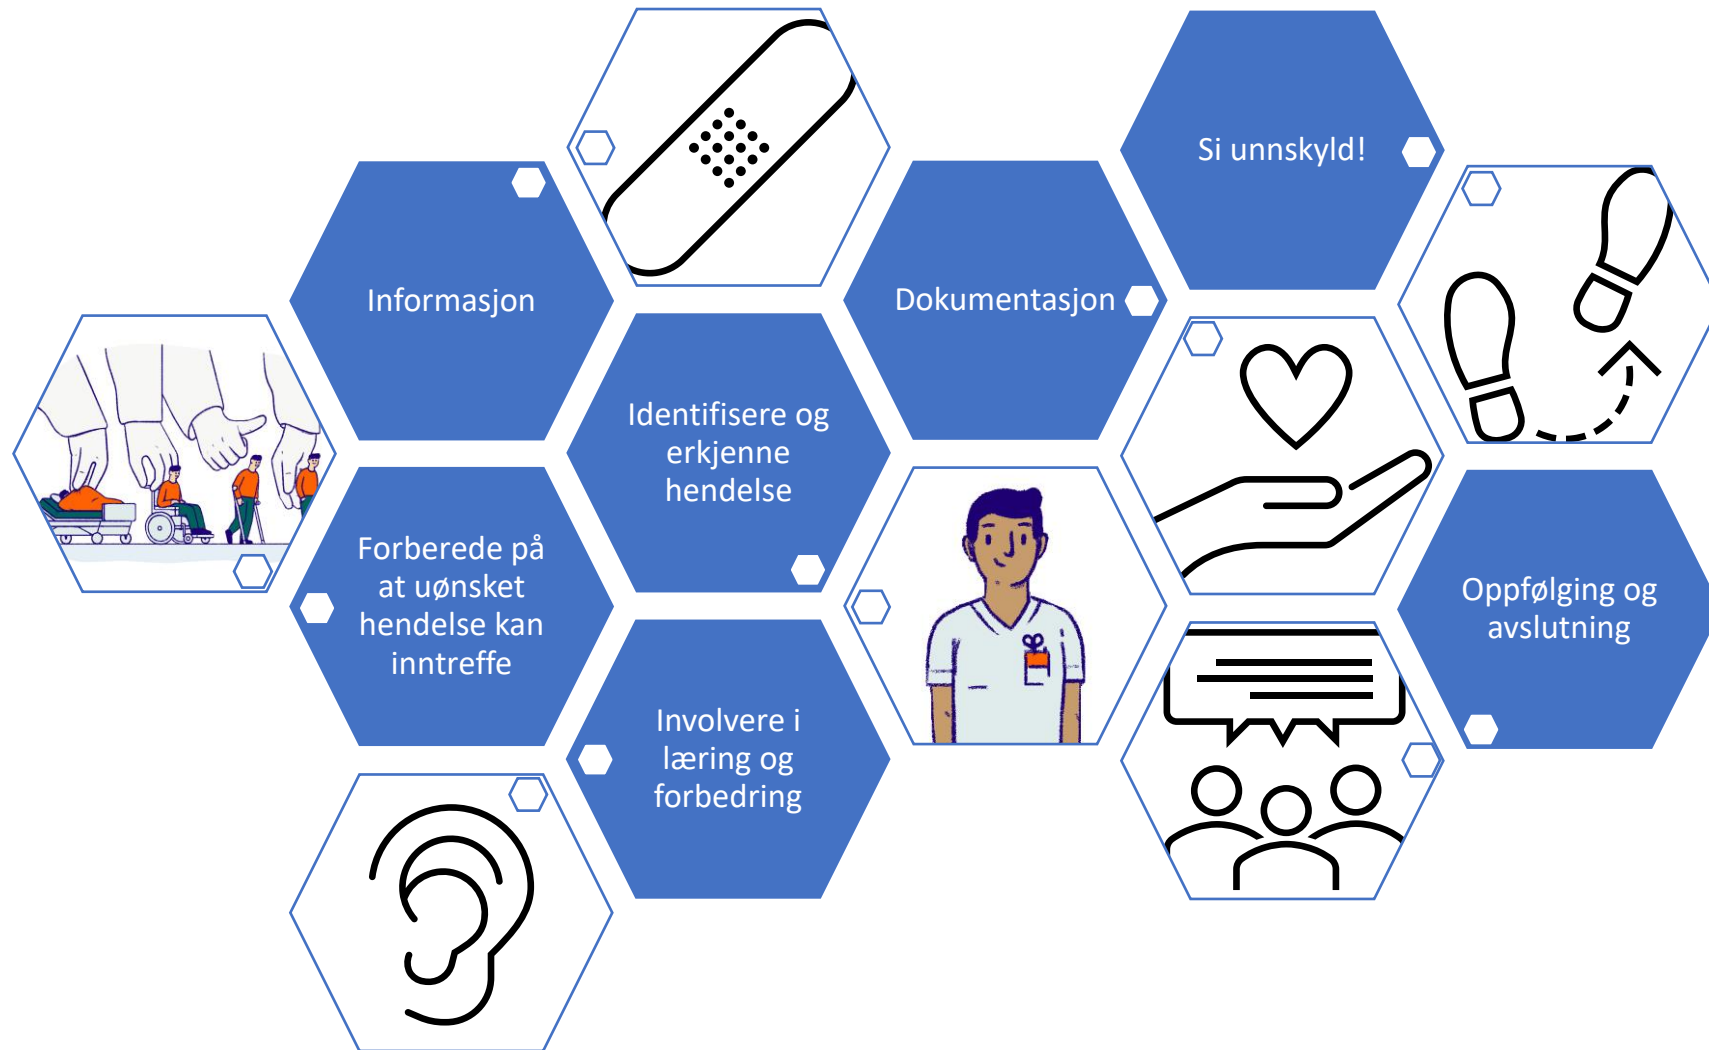 Informasjon
Forberede på
at uønsket
hendelse kan
inntreffe
Identifisere og
erkjenne
hendelse
Involvere i
læring og
forbedring
Dokumentasjon
Si unnskyld!
Oppfølging og
avslutning